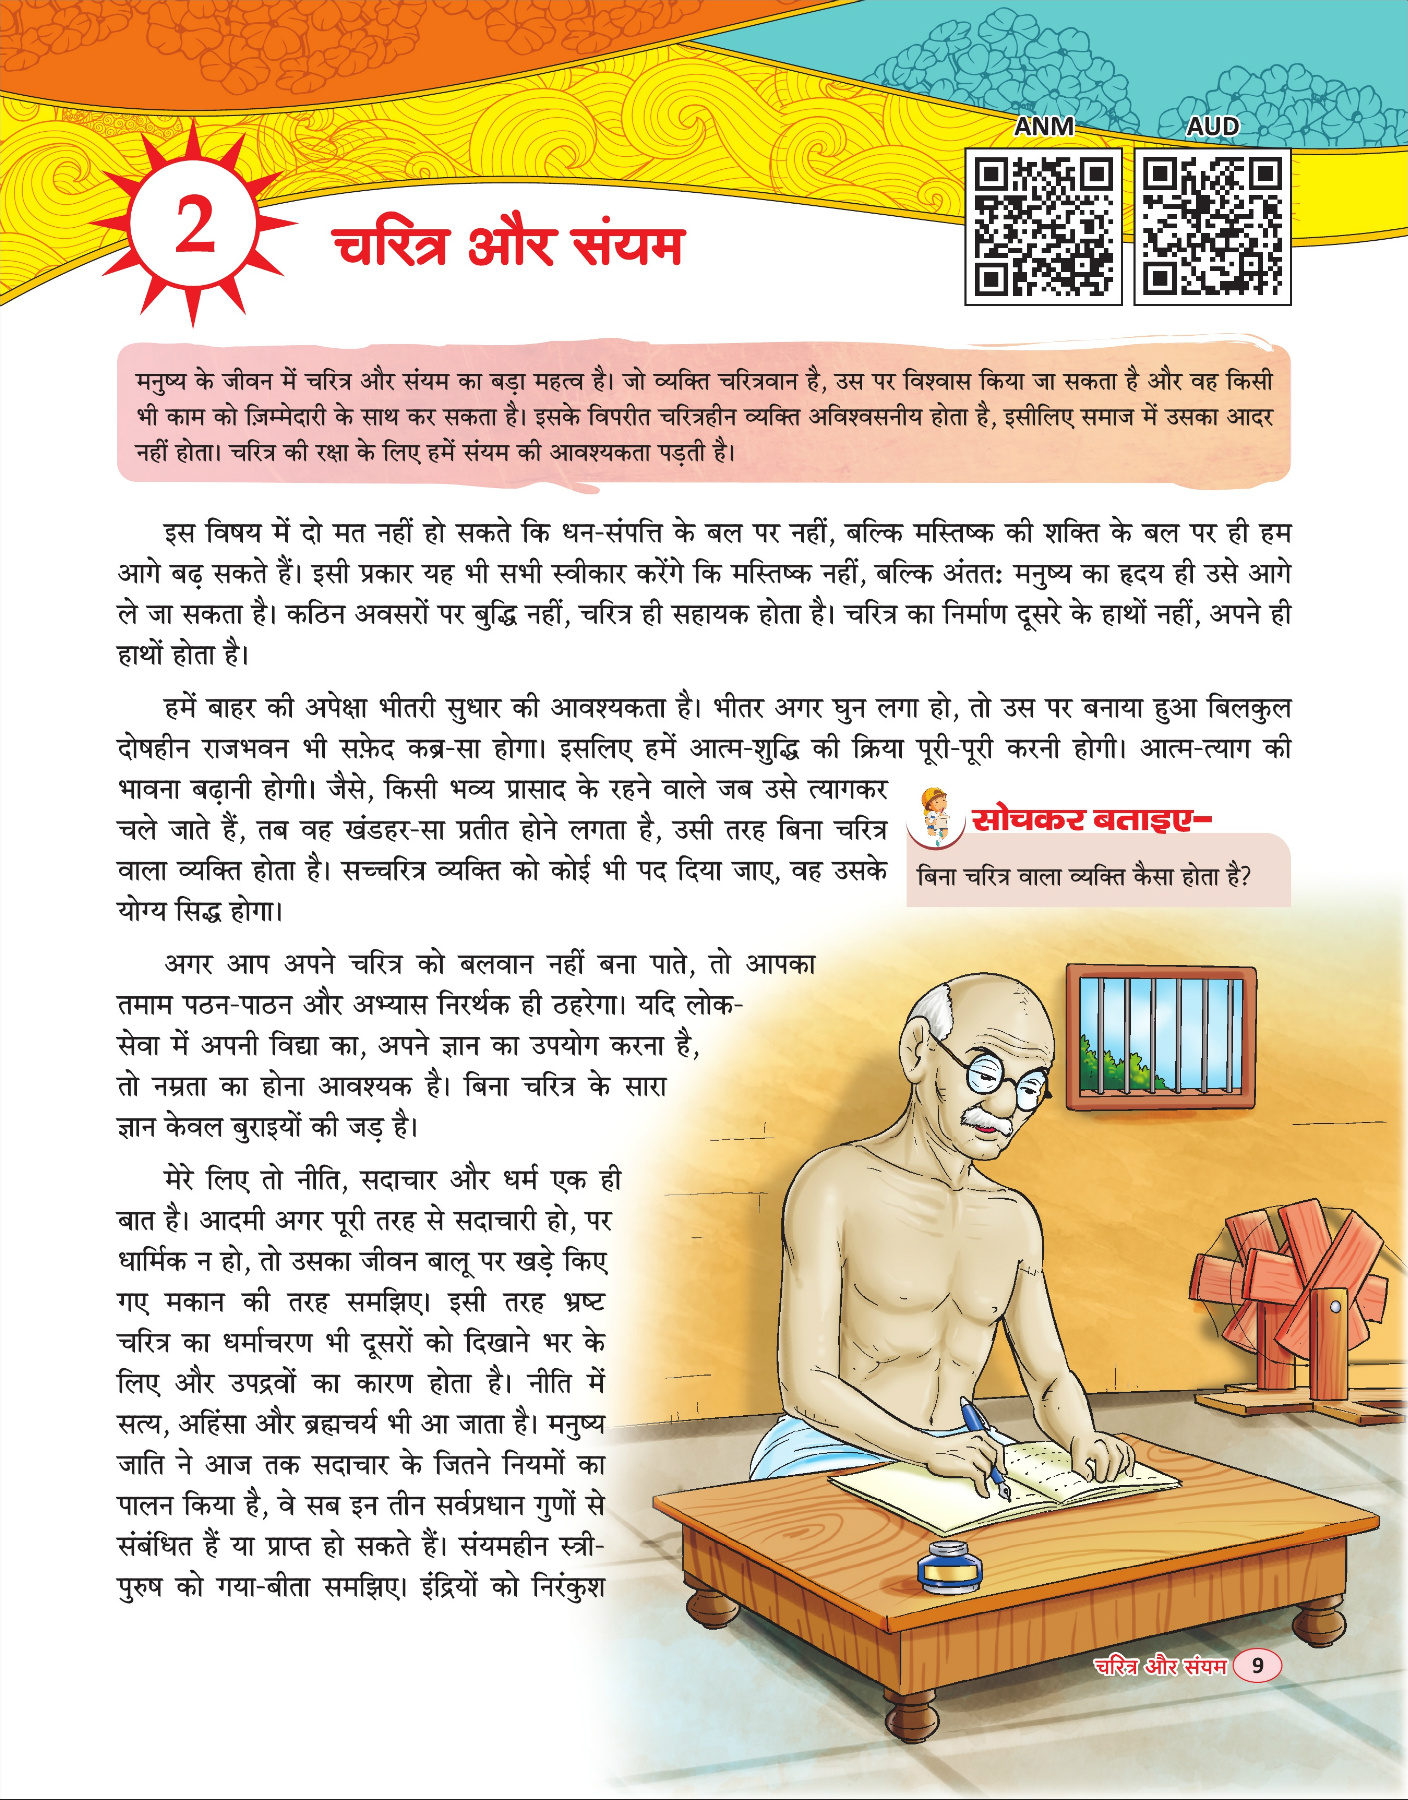 ANM
AUD
2
चरित्र और संयम
मनुष्य के जीवन में चरित्र और संयम का बड़ा महत्व है। जो व्यक्ति चरित्रवान है, उस पर विश्वास किया जा सकता है और वह किसी
भी काम को ज़िम्मेदारी के साथ कर सकता है। इसके विपरीत चरित्रहीन व्यक्ति अविश्वसनीय होता है, इसीलिए समाज में उसका आदर
नहीं होता। चरित्र की रक्षा के लिए हमें संयम की आवश्यकता पड़ती है।
इस विषय में दो मत नहीं हो सकते कि धन-संपत्ति के बल पर नहीं, बल्कि मस्तिष्क की शक्ति के बल पर ही हम
आगे बढ़ सकते हैं। इसी प्रकार यह भी सभी स्वीकार करेंगे कि मस्तिष्क नहीं, बल्कि अंततः मनुष्य का हृदय ही उसे आगे
ले जा सकता है। कठिन अवसरों पर बुद्धि नहीं, चरित्र ही सहायक होता है। चरित्र का निर्माण दूसरे के हाथों नहीं, अपने ही
हाथों होता है।
हमें बाहर की अपेक्षा भीतरी सुधार की आवश्यकता है। भीतर अगर घुन लगा हो, तो उस पर बनाया हुआ बिलकुल
दोषहीन राजभवन भी सफ़ेद कब्र-सा होगा। इसलिए हमें आत्म-शुद्धि की क्रिया पूरी-पूरी करनी होगी। आत्म-त्याग की
भावना बढ़ानी होगी। जैसे, किसी भव्य प्रासाद के रहने वाले जब उसे त्यागकर
चले जाते हैं, तब वह खंडहर-सा प्रतीत होने लगता है, उसी तरह बिना चरित्र
वाला व्यक्ति होता है। सच्चरित्र व्यक्ति को कोई भी पद दिया जाए, वह उसके
योग्य सिद्ध होगा।
सोचकर बताइए–
बिना चरित्र वाला व्यक्ति कैसा होता है?
अगर आप अपने चरित्र को बलवान नहीं बना पाते, तो आपका
तमाम पठन-पाठन और अभ्यास निरर्थक ही ठहरेगा। यदि लोक-
सेवा में अपनी विद्या का, अपने ज्ञान का उपयोग करना है,
तो नम्रता का होना आवश्यक है। बिना चरित्र के सारा
ज्ञान केवल बुराइयों की जड़ है।
मेरे लिए तो नीति, सदाचार और धर्म एक ही
बात है। आदमी अगर पूरी तरह से सदाचारी हो, पर
धार्मिक न हो, तो उसका जीवन बालू पर खड़े किए
गए मकान की तरह समझिए। इसी तरह भ्रष्ट
चरित्र का धर्माचरण भी दूसरों को दिखाने भर के
लिए और उपद्रवों का कारण होता है। नीति में
सत्य, अहिंसा और ब्रह्मचर्य भी आ जाता है। मनुष्य
जाति ने आज तक सदाचार के जितने नियमों का
पालन किया है, वे सब इन तीन सर्वप्रधान गुणों से
संबंधित हैं या प्राप्त हो सकते हैं। संयमहीन स्त्री-
पुरुष को गया-बीता समझिए। इंद्रियों को निरंकुश
चरित्र और संयम 9